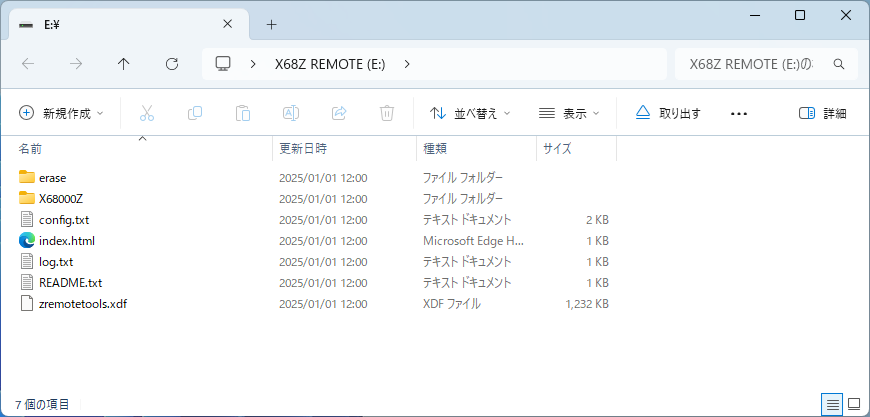 E:¥
X68Z REMOTE (E:)
X68Z REMOTE (E:)の
新規作成
並べ替え
表示
取り出す
詳細
名前 更新日時 種類 サイズ
erase 2025/01/01 12:00 ファイル フォルダー
X68000Z 2025/01/01 12:00 ファイル フォルダー
config.txt 2025/01/01 12:00 テキスト ドキュメント 2 KB
index.html 2025/01/01 12:00 Microsoft Edge H... 1 KB
log.txt 2025/01/01 12:00 テキスト ドキュメント 1 KB
README.txt 2025/01/01 12:00 テキスト ドキュメント 1 KB
zremotetools.xdf 2025/01/01 12:00 XDF ファイル 1,232 KB
7 個の項目